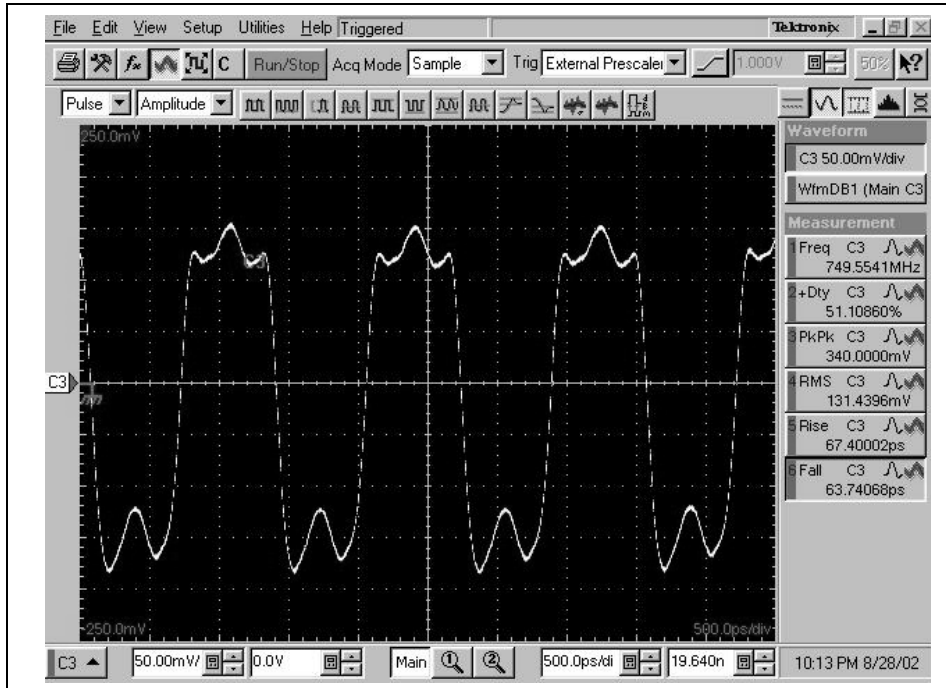 File Edit View Setup Utilities Help Triggered Tektronix
C Run/Stop Acq Mode Sample Trig External Prescaler 1.000V 50%
Pulse Amplitude
250.0mV
C3
C3
-250.0mV
500.0ps/div
Waveform
C3 50.00mV/div
WfmDB1 (Main C3
Measurement
1 Freq C3
749.5541MHz
2 +Dty C3
51.10860%
3 PkPk C3
340.0000mV
4 RMS C3
131.4396mV
5 Rise C3
67.40002ps
6 Fall C3
63.74068ps
C3 50.00mV/ 0.0V Main 1 2 500.0ps/di 19.640n 10:13 PM 8/28/02